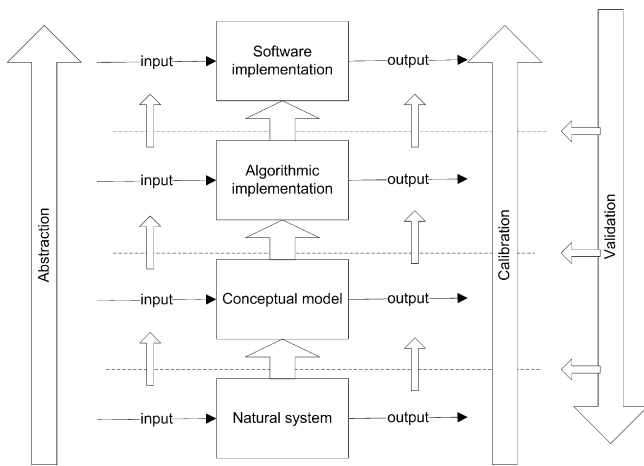 Software
implementation
input
output
Algorithmic
implementation
input
output
Abstraction
Calibration
Validation
Conceptual model
input
output
Natural system
input
output